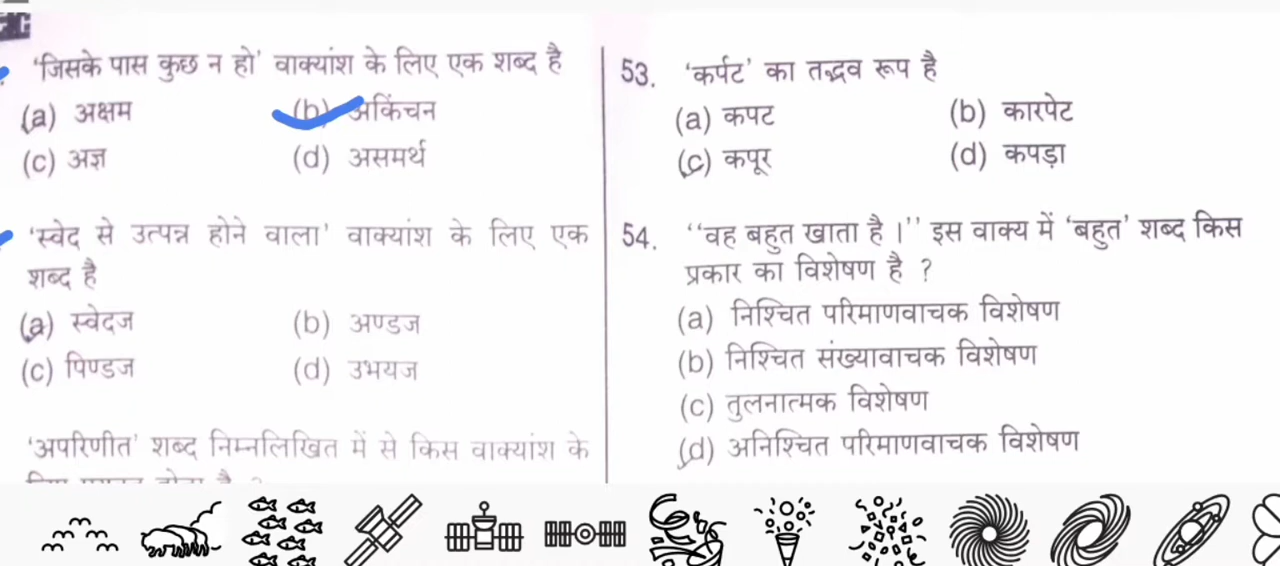 'जिसके पास कुछ न हो' वाक्यांश के लिए एक शब्द है
(a) अक्षम (b) अकिंचन
(c) अज्ञ (d) असमर्थ
'स्वेद से उत्पन्न होने वाला' वाक्यांश के लिए एक
शब्द है
(a) स्वेदज (b) अण्डज
(c) पिण्डज (d) उभयज
'अपरिणीत' शब्द निम्नलिखित में से किस वाक्यांश के
53. 'कर्पट' का तद्भव रूप है
(a) कपट (b) कारपेट
(c) कपूर (d) कपड़ा
54. "वह बहुत खाता है ।" इस वाक्य में 'बहुत' शब्द किस
प्रकार का विशेषण है ?
(a) निश्चित परिमाणवाचक विशेषण
(b) निश्चित संख्यावाचक विशेषण
(c) तुलनात्मक विशेषण
(d) अनिश्चित परिमाणवाचक विशेषण